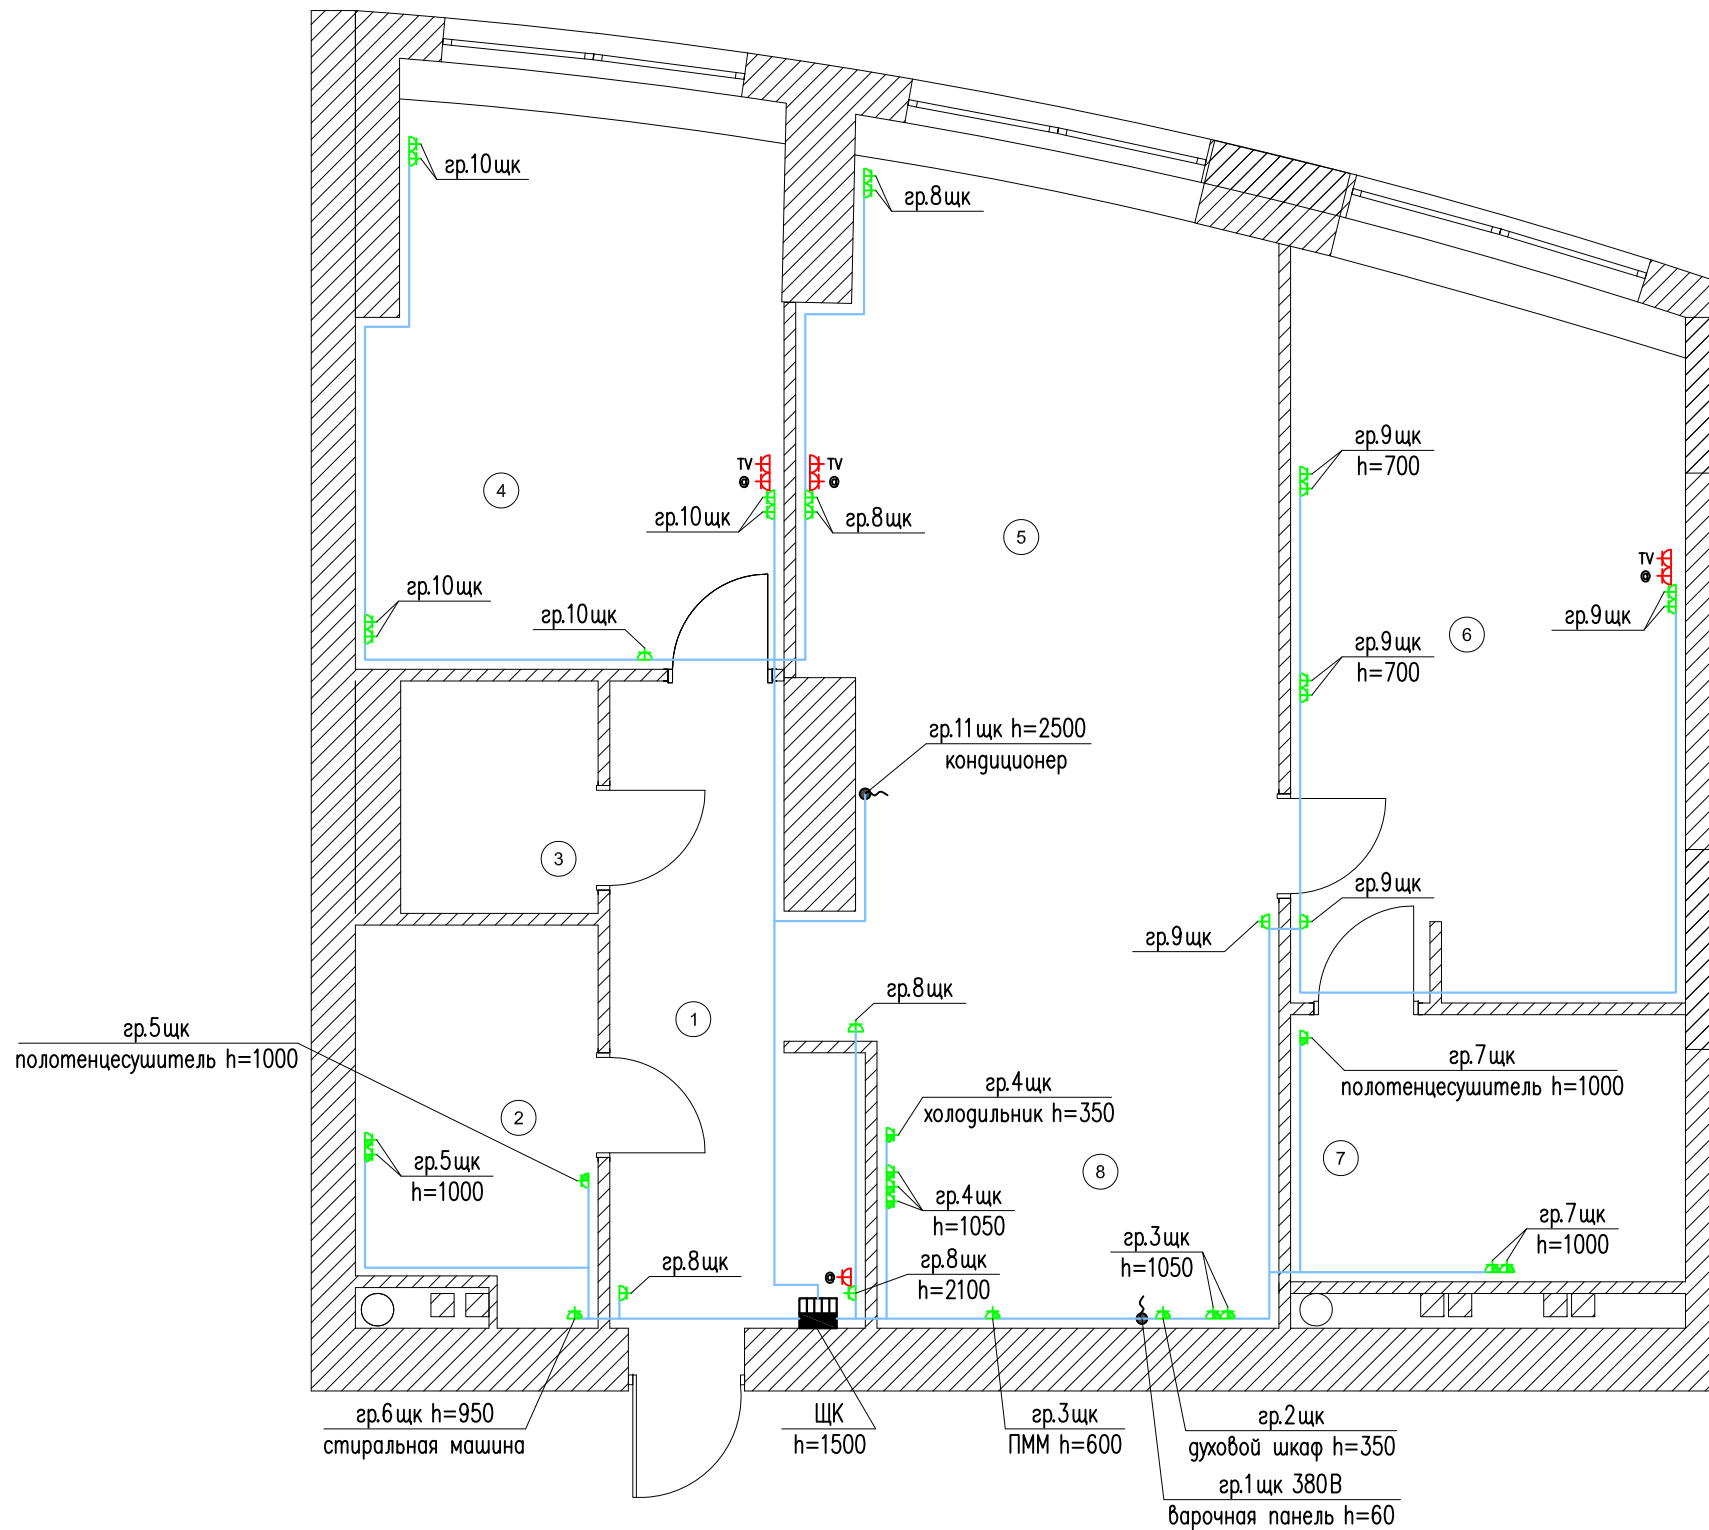 гр.10щк
гр.8щк
гр.9щк
h=700
TV
@
TV
@
4
гр.10щк
гр.8щк
5
TV
@
гр.10щк
гр.10щк
гр.9щк
6
гр.9щк
h=700
гр.11щк h=2500
кондиционер
3
гр.9щк
гр.9щк
гр.8щк
1
гр.5щк
полотенцесушитель h=1000
гр.7щк
полотенцесушитель h=1000
гр.4щк
холодильник h=350
2
гр.5щк
h=1000
8
7
гр.4щк
h=1050
гр.7щк
h=1000
гр.3щк
h=1050
гр.8щк
@
гр.8щк
h=2100
гр.6щк h=950
стиральная машина
ЩК
h=1500
гр.3щк
ПММ h=600
гр.2щк
духовой шкаф h=350
гр.1щк 380В
варочная панель h=60